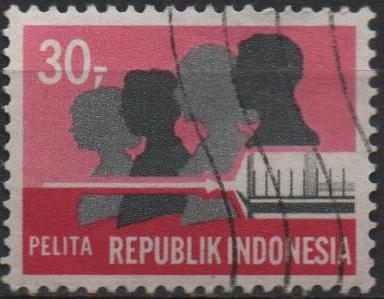 30,-
PELITA REPUBLIK INDONESIA